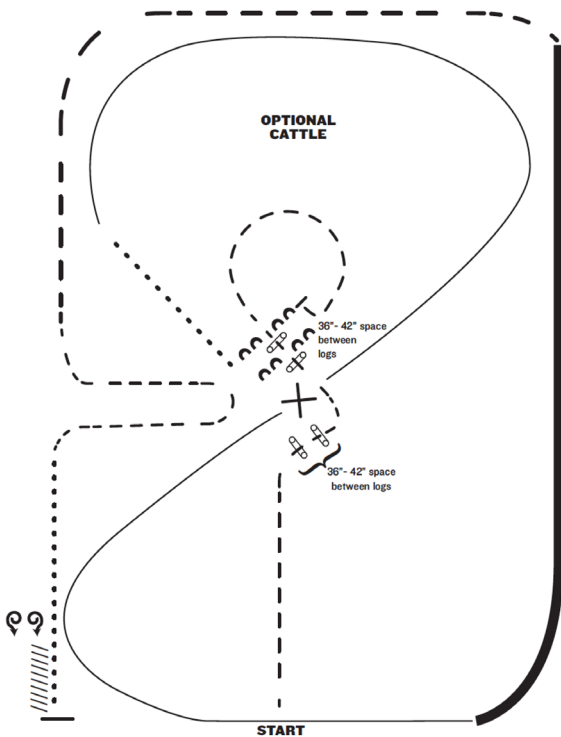 OPTIONAL
CATTLE
36"- 42" space
between
logs
36"- 42" space
between logs
START